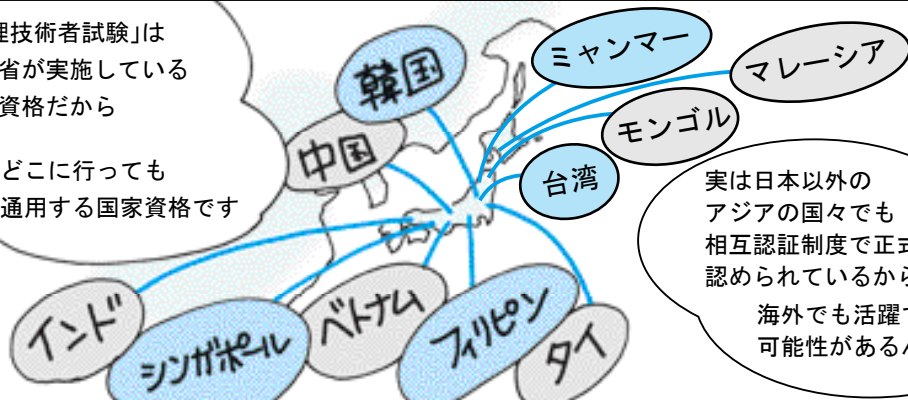 理技術者試験」は
省が実施している
資格だから
どこに行っても
通用する国家資格です
韓国
ミャンマー
マレーシア
中国
モンゴル
台湾
実は日本以外の
アジアの国々でも
相互認証制度で正式
認められているから
海外でも活躍
可能性がある
インド
シンガポール
ベトナム
フィリピン
タイ